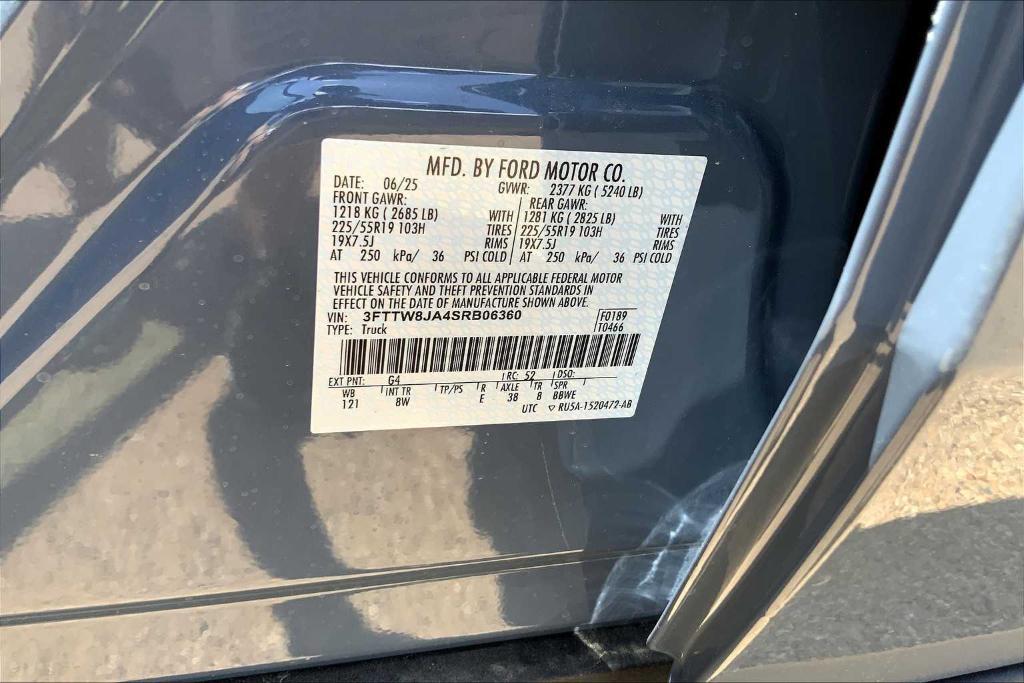 MFD. BY FORD MOTOR CO.
DATE: 06/25 GVWR: 2377 KG ( 5240 LB)
FRONT GAWR: REAR GAWR:
1218 KG ( 2685 LB) WITH 1281 KG ( 2825 LB) WITH
225/55R19 103H TIRES 225/55R19 103H TIRES
19X7.5J RIMS 19X7.5J RIMS
AT 250 kPa/ 36 PSI COLD AT 250 kPa/ 36 PSI COLD
THIS VEHICLE CONFORMS TO ALL APPLICABLE FEDERAL MOTOR
VEHICLE SAFETY AND THEFT PREVENTION STANDARDS IN
EFFECT ON THE DATE OF MANUFACTURE SHOWN ABOVE.
VIN: 3FTTW8JA4SRB06360 F0189
TYPE: Truck T0466
EXT PNT: G4 RC: 52 DSO:
WB INT TR TP/PS R AXLE TR SPR
121 8W E 38 8 BBWE
UTC RU5A-1520472-AB